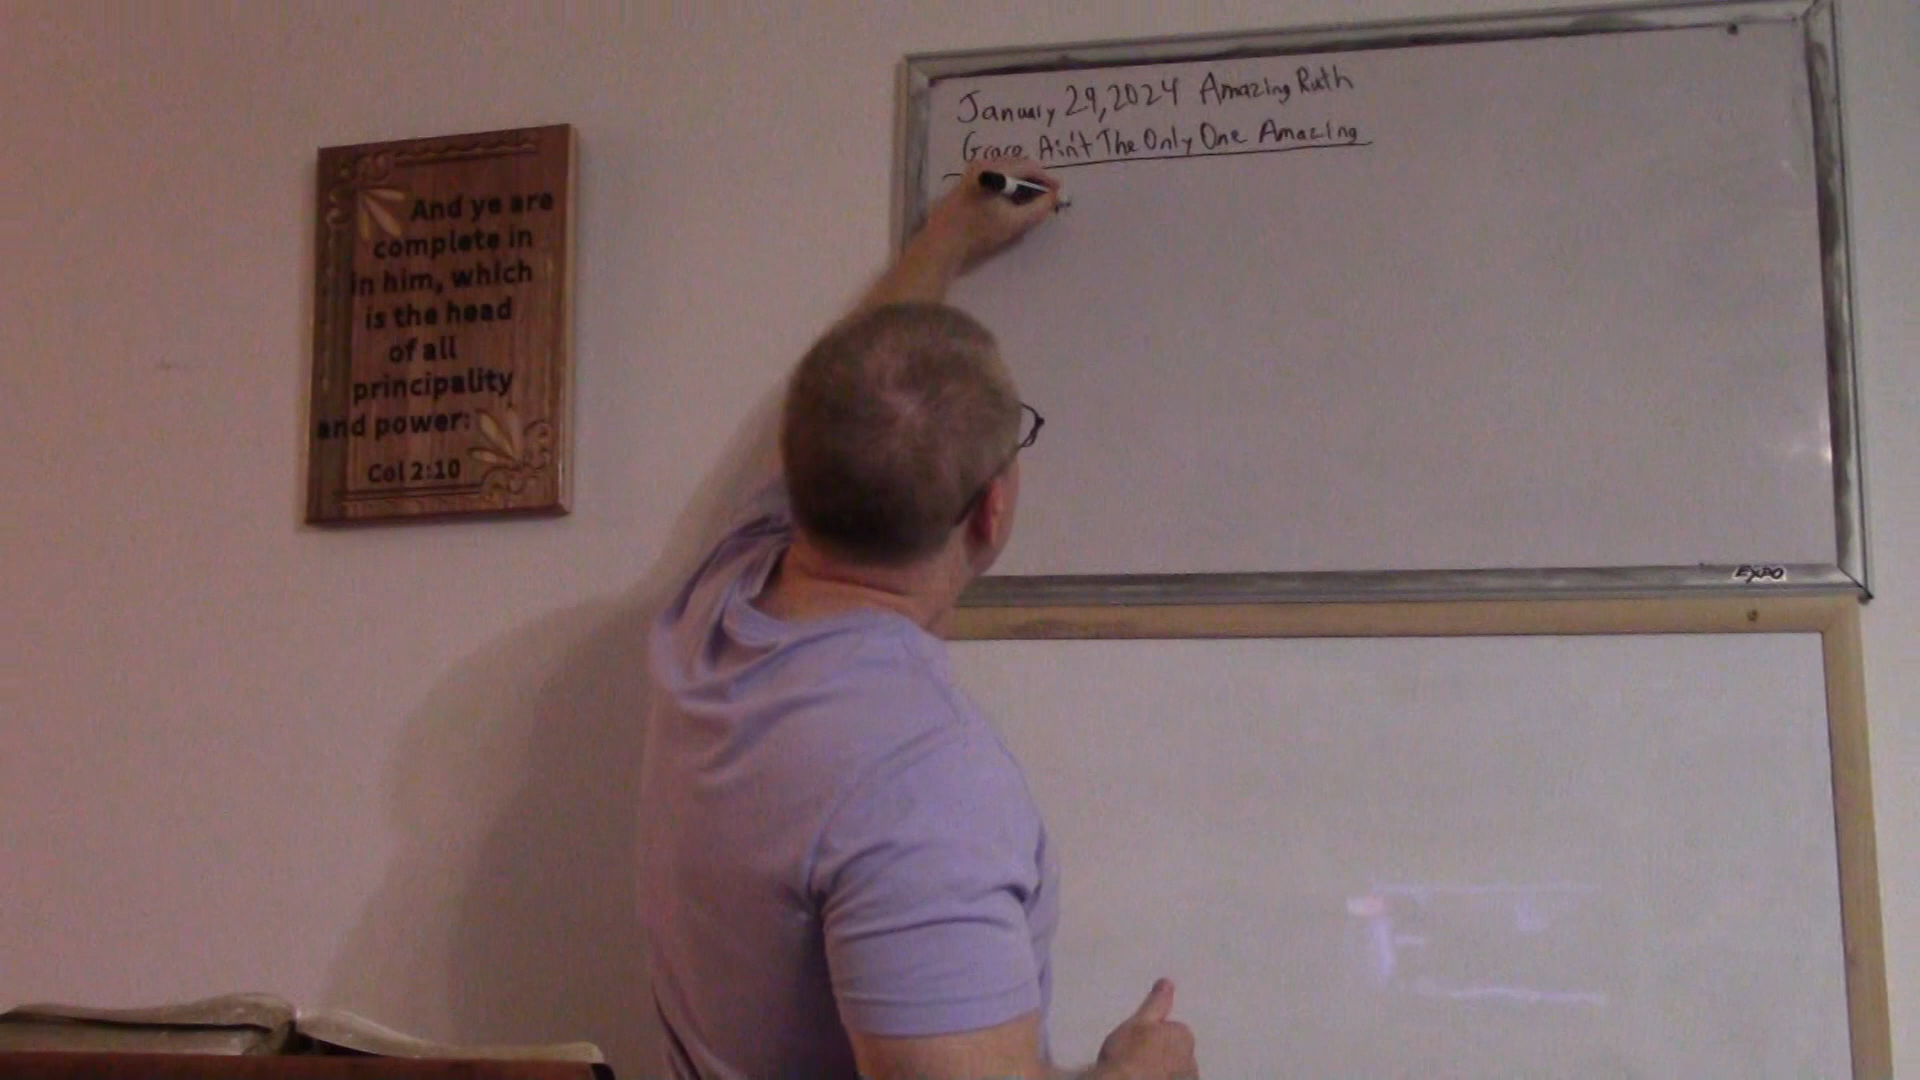 And ye are
complete in
in him, which
is the head
of all
principality
and power:
Col 2:10
January 29, 2024 Amazing Ruth
Grace Ain't The Only One Amazing
EXPO